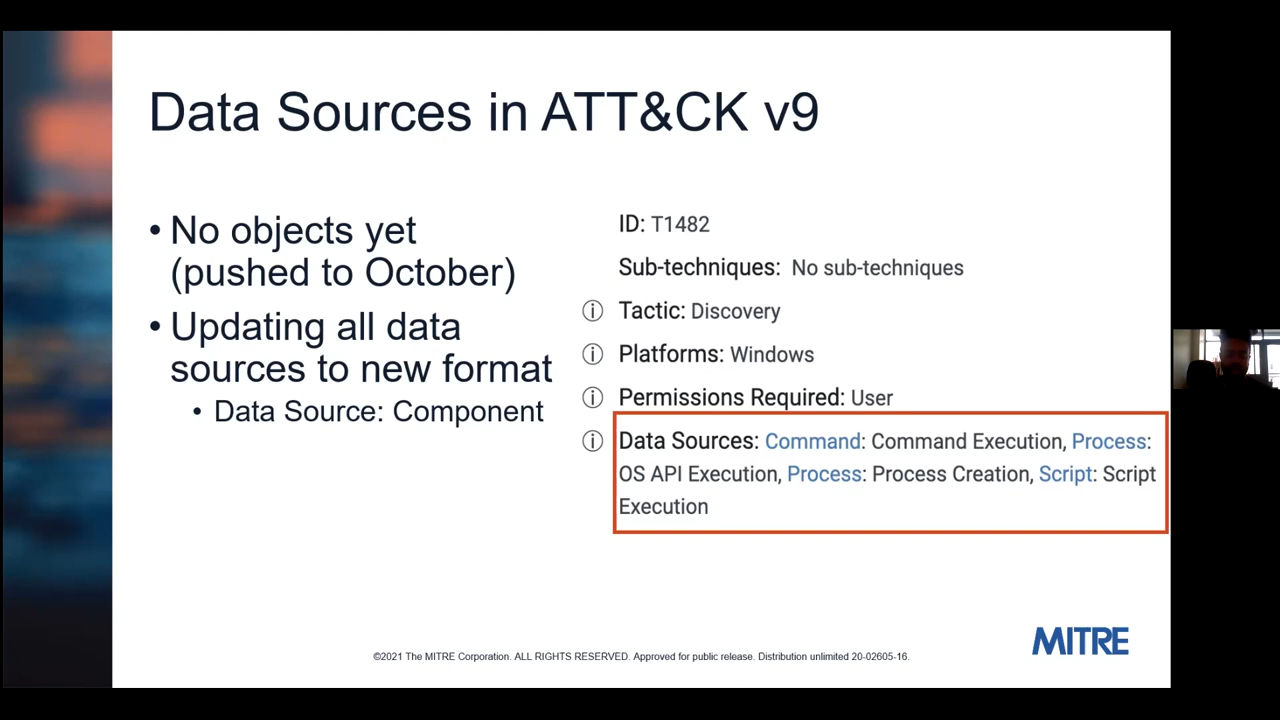 Data Sources in ATT&CK v9
• No objects yet
(pushed to October)
• Updating all data
sources to new format
• Data Source: Component
ID: T1482
Sub-techniques: No sub-techniques
ⓘ Tactic: Discovery
ⓘ Platforms: Windows
ⓘ Permissions Required: User
ⓘ Data Sources: Command: Command Execution, Process:
OS API Execution, Process: Process Creation, Script: Script
Execution
MITRE
©2021 The MITRE Corporation. ALL RIGHTS RESERVED. Approved for public release. Distribution unlimited 20-02605-16.